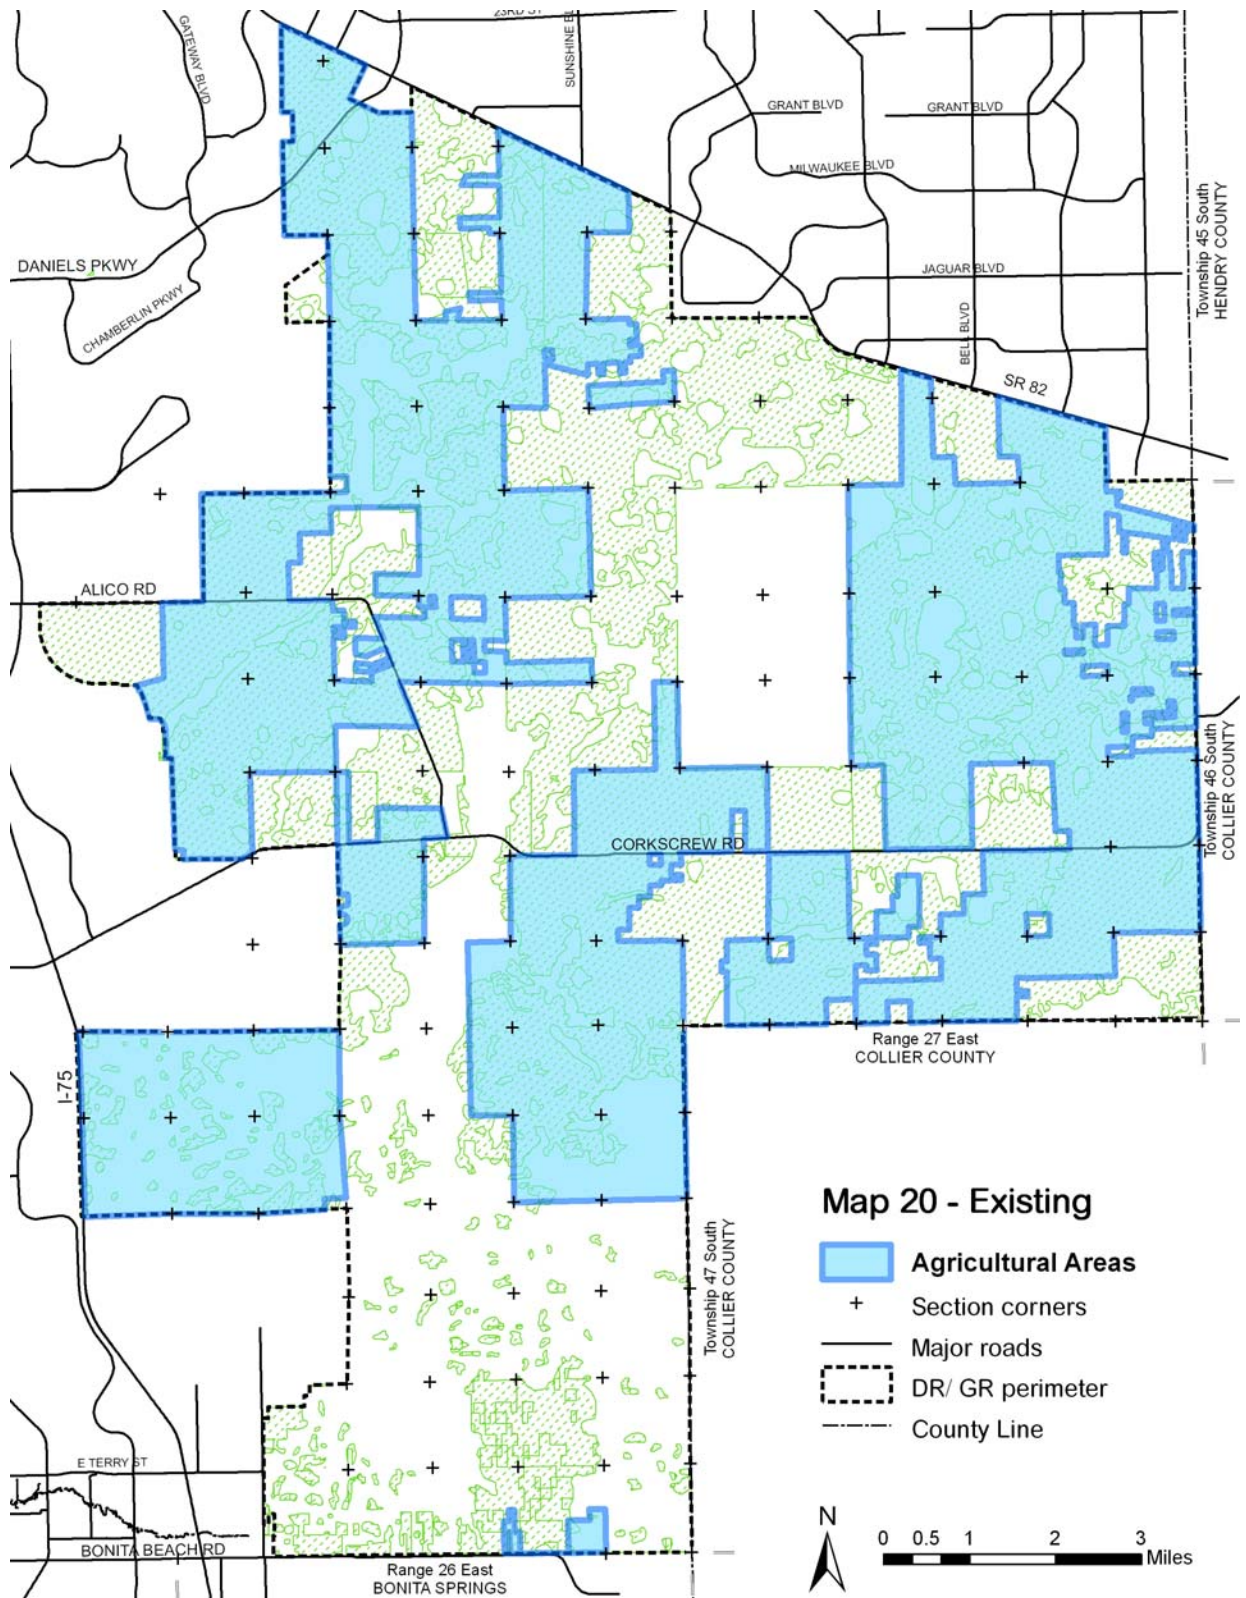 23RD ST
GATEWAY BLVD
GRANT BLVD
GRANT BLVD
MILWAUKEE BLVD
Township 45 South
HENDRY COUNTY
DANIELS PKWY
JAGUAR BLVD
CHAMBERLIN PKWY
BELL BLVD
SR 82
ALICO RD
Township 46 South
COLLIER COUNTY
CORKSCREW RD
Range 27 East
COLLIER COUNTY
I-75
Map 20 - Existing
Agricultural Areas
Section corners
Major roads
DR/ GR perimeter
County Line
Township 47 South
COLLIER COUNTY
E TERRY ST
BONITA BEACH RD
Range 26 East
BONITA SPRINGS
N
0 0.5 1 2 3
Miles